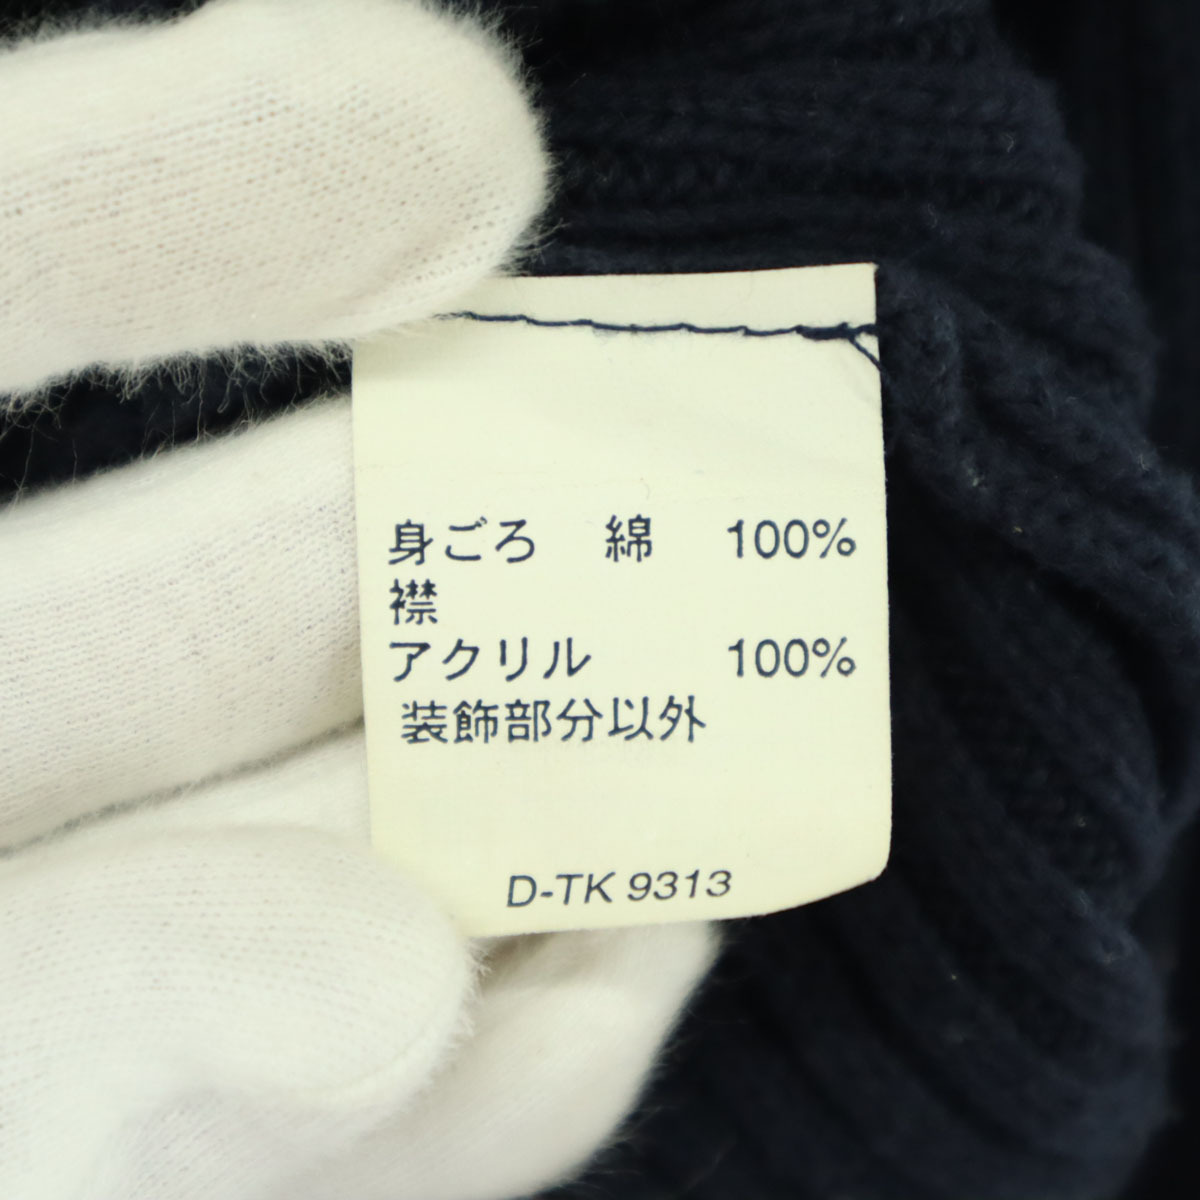 身ごろ 綿 100%
襟
アクリル 100%
装飾部分以外
D-TK 9313